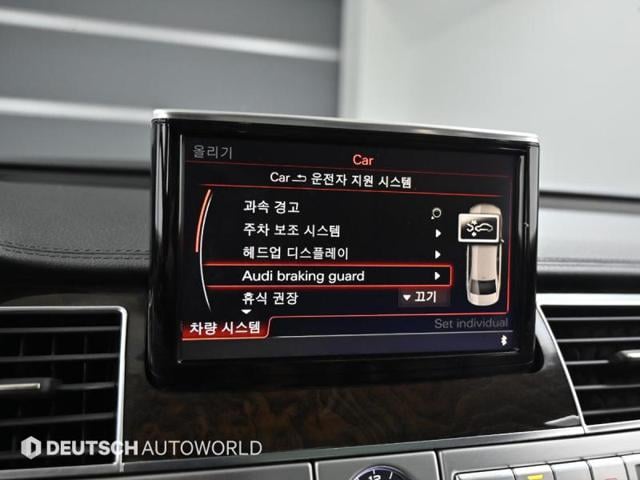 올리기
Car
Car 운전자 지원 시스템
과속 경고
주차 보조 시스템
헤드업 디스플레이
Audi braking guard
휴식 권장 끄기
차량 시스템 Set individual
DEUTSCH AUTOWORLD
12